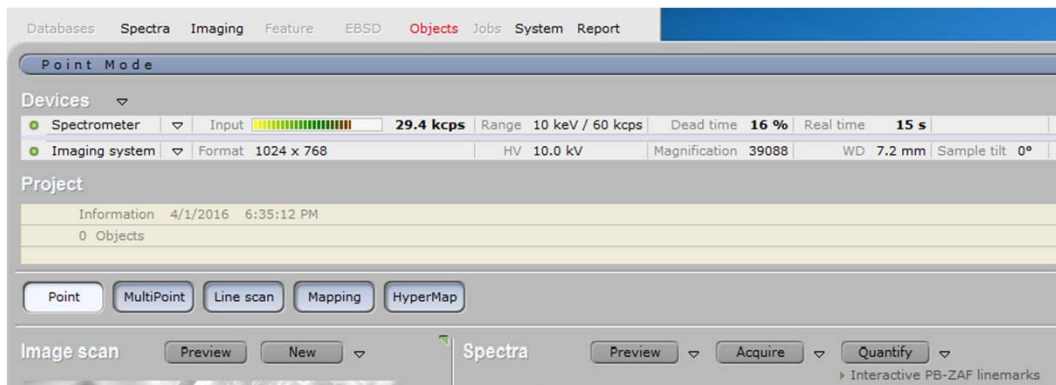 Databases Spectra Imaging Feature EBSD Objects Jobs System Report
Point Mode
Devices
Spectrometer Input 29.4 kcps Range 10 keV / 60 kcps Dead time 16 % Real time 15 s
Imaging system Format 1024 x 768 HV 10.0 kV Magnification 39088 WD 7.2 mm Sample tilt 0°
Project
Information 4/1/2016 6:35:12 PM
0 Objects
Point MultiPoint Line scan Mapping HyperMap
Image scan Preview New Spectra Preview Acquire Quantify
Interactive PB-ZAF linemarks